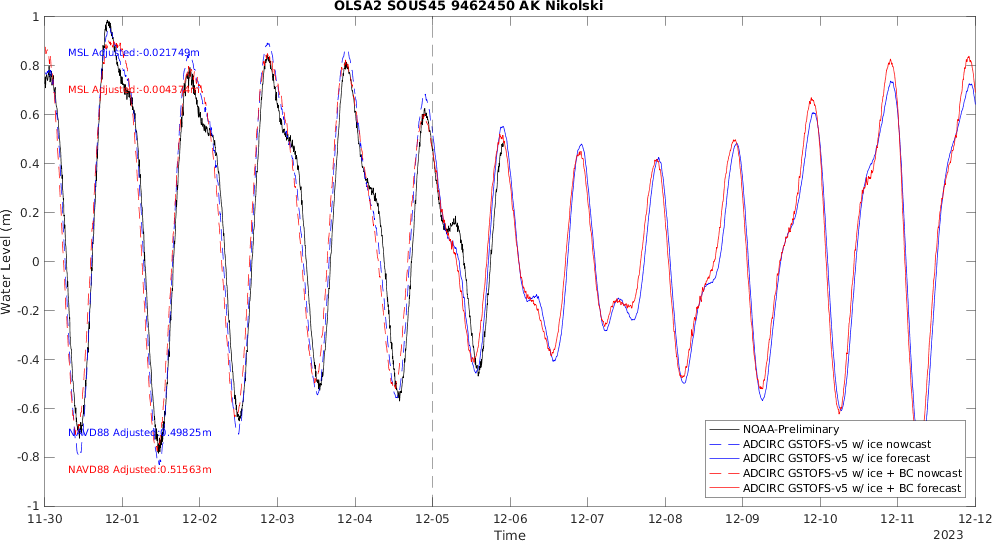 OLSA2 SOUS45 9462450 AK Nikolski
1
0.8
0.6
0.4
0.2
0
-0.2
-0.4
-0.6
-0.8
-1
Water Level (m)
MSL Adjusted:-0.021749m
MSL Adjusted:-0.004374m
NAVD88 Adjusted:0.49825m
NAVD88 Adjusted:0.51563m
NOAA-Preliminary
ADCIRC GSTOFS-v5 w/ ice nowcast
ADCIRC GSTOFS-v5 w/ ice forecast
ADCIRC GSTOFS-v5 w/ ice + BC nowcast
ADCIRC GSTOFS-v5 w/ ice + BC forecast
11-30 12-01 12-02 12-03 12-04 12-05 12-06 12-07 12-08 12-09 12-10 12-11 12-12
Time
2023